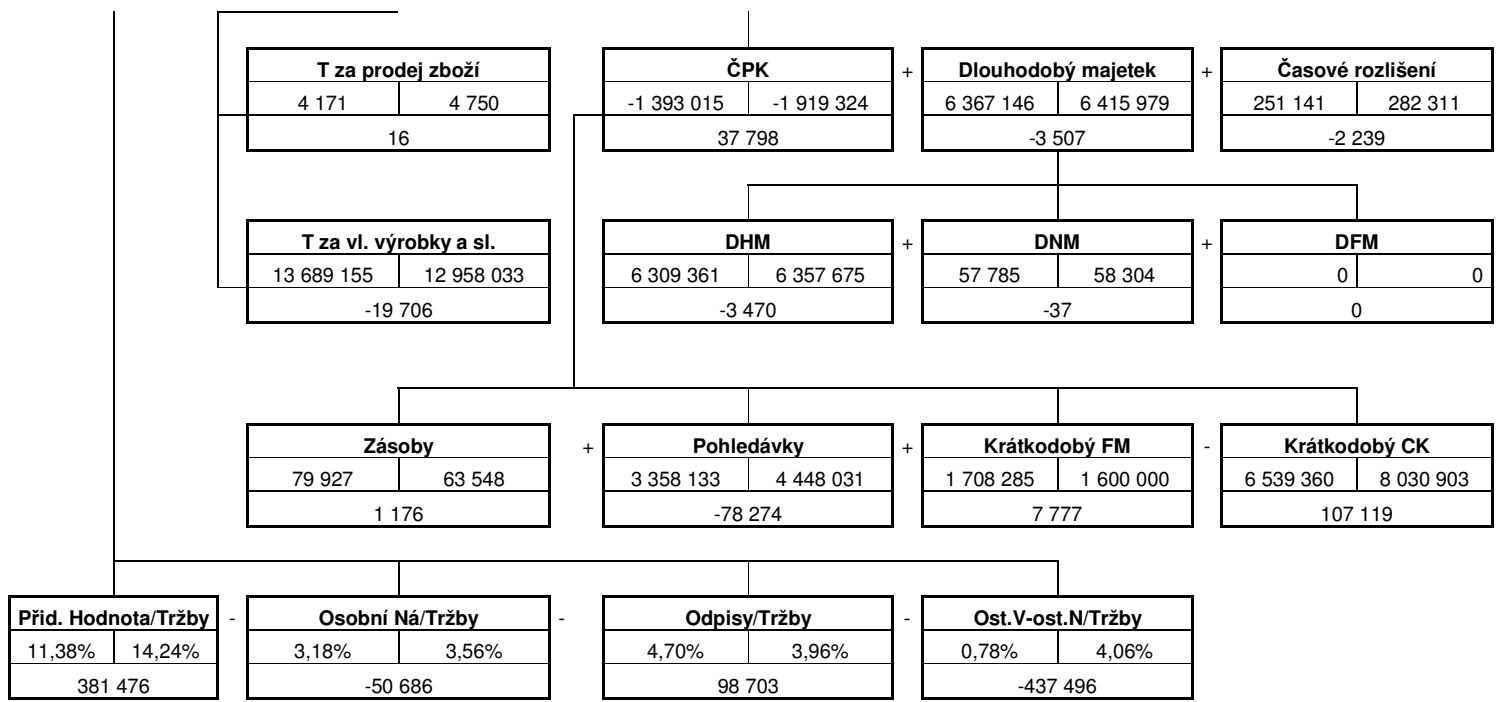 T za prodej zboží ČPK + Dlouhodobý majetek + Časové rozlišení
4 171 4 750 -1 393 015 -1 919 324 6 367 146 6 415 979 251 141 282 311
16 37 798 -3 507 -2 239
T za vl. výrobky a sl. DHM + DNM + DFM
13 689 155 12 958 033 6 309 361 6 357 675 57 785 58 304 0 0
-19 706 -3 470 -37 0
Zásoby + Pohledávky + Krátkodobý FM - Krátkodobý CK
79 927 63 548 3 358 133 4 448 031 1 708 285 1 600 000 6 539 360 8 030 903
1 176 -78 274 7 777 107 119
Přid. Hodnota/Tržby - Osobní Ná/Tržby - Odpisy/Tržby - Ost.V-ost.N/Tržby
11,38% 14,24% 3,18% 3,56% 4,70% 3,96% 0,78% 4,06%
381 476 -50 686 98 703 -437 496